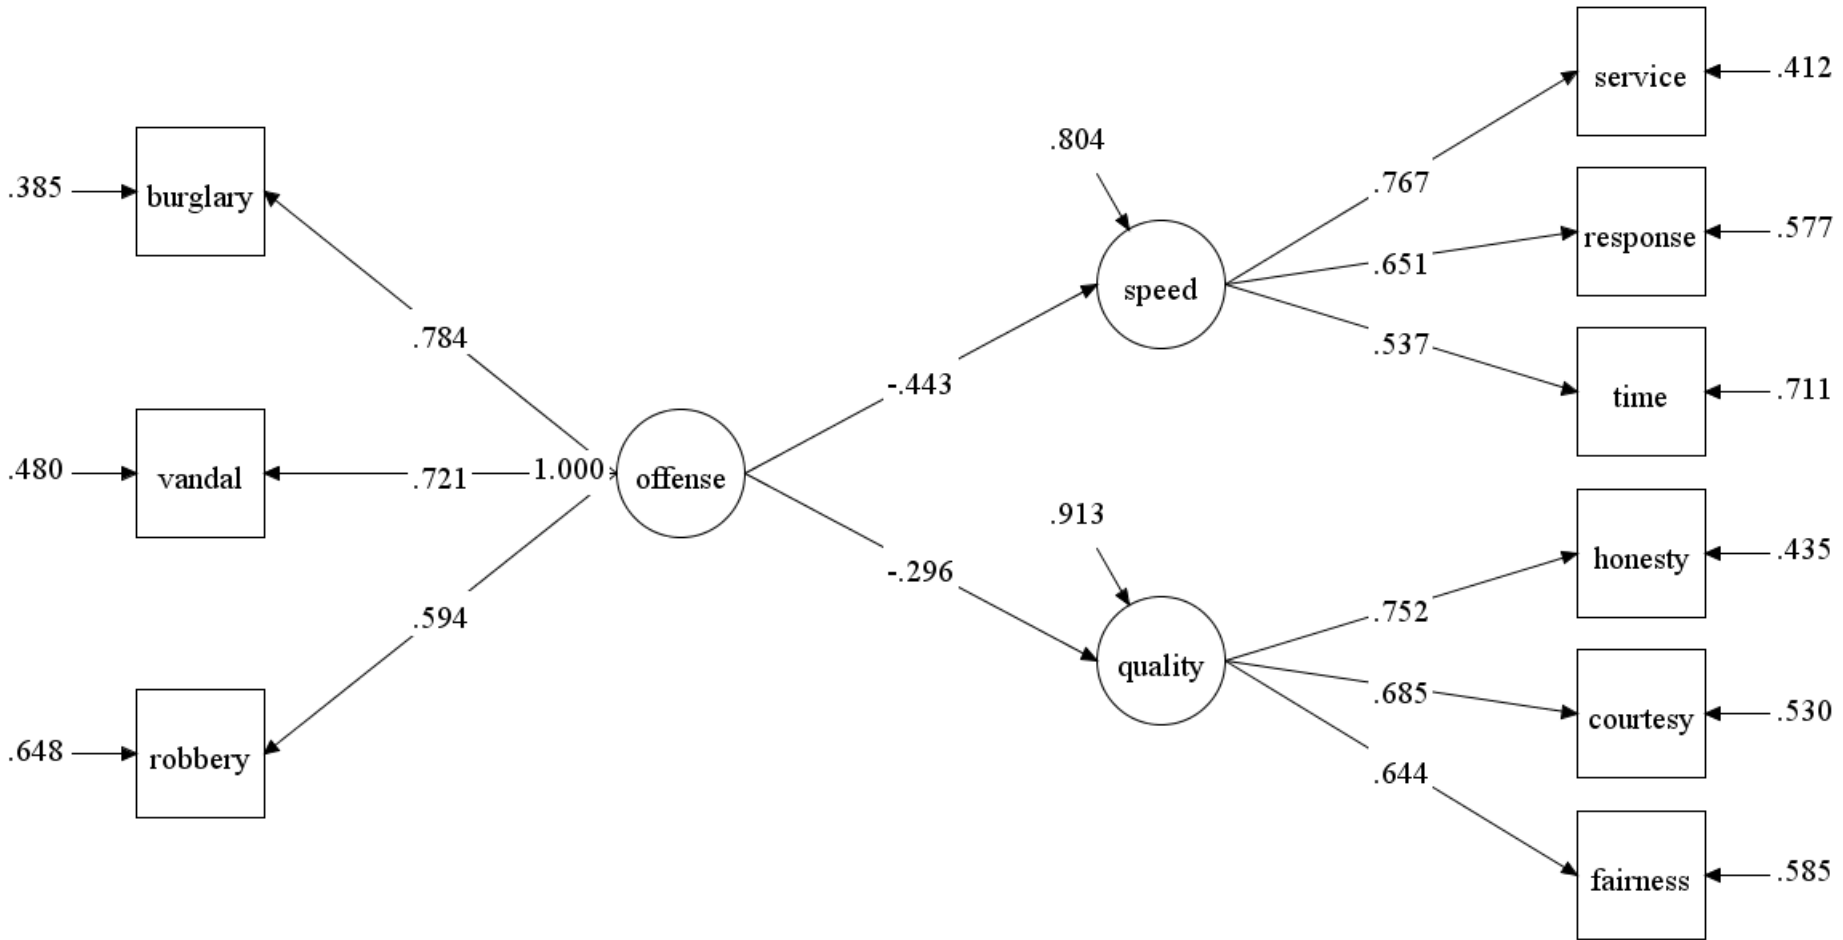 .385
burglary
.480
vandal
.648
robbery
.784
.721
.594
1.000
offense
-.443
-.296
.804
speed
.913
quality
.767
.651
.537
.752
.685
.644
service
.412
response
.577
time
.711
honesty
.435
courtesy
.530
fairness
.585